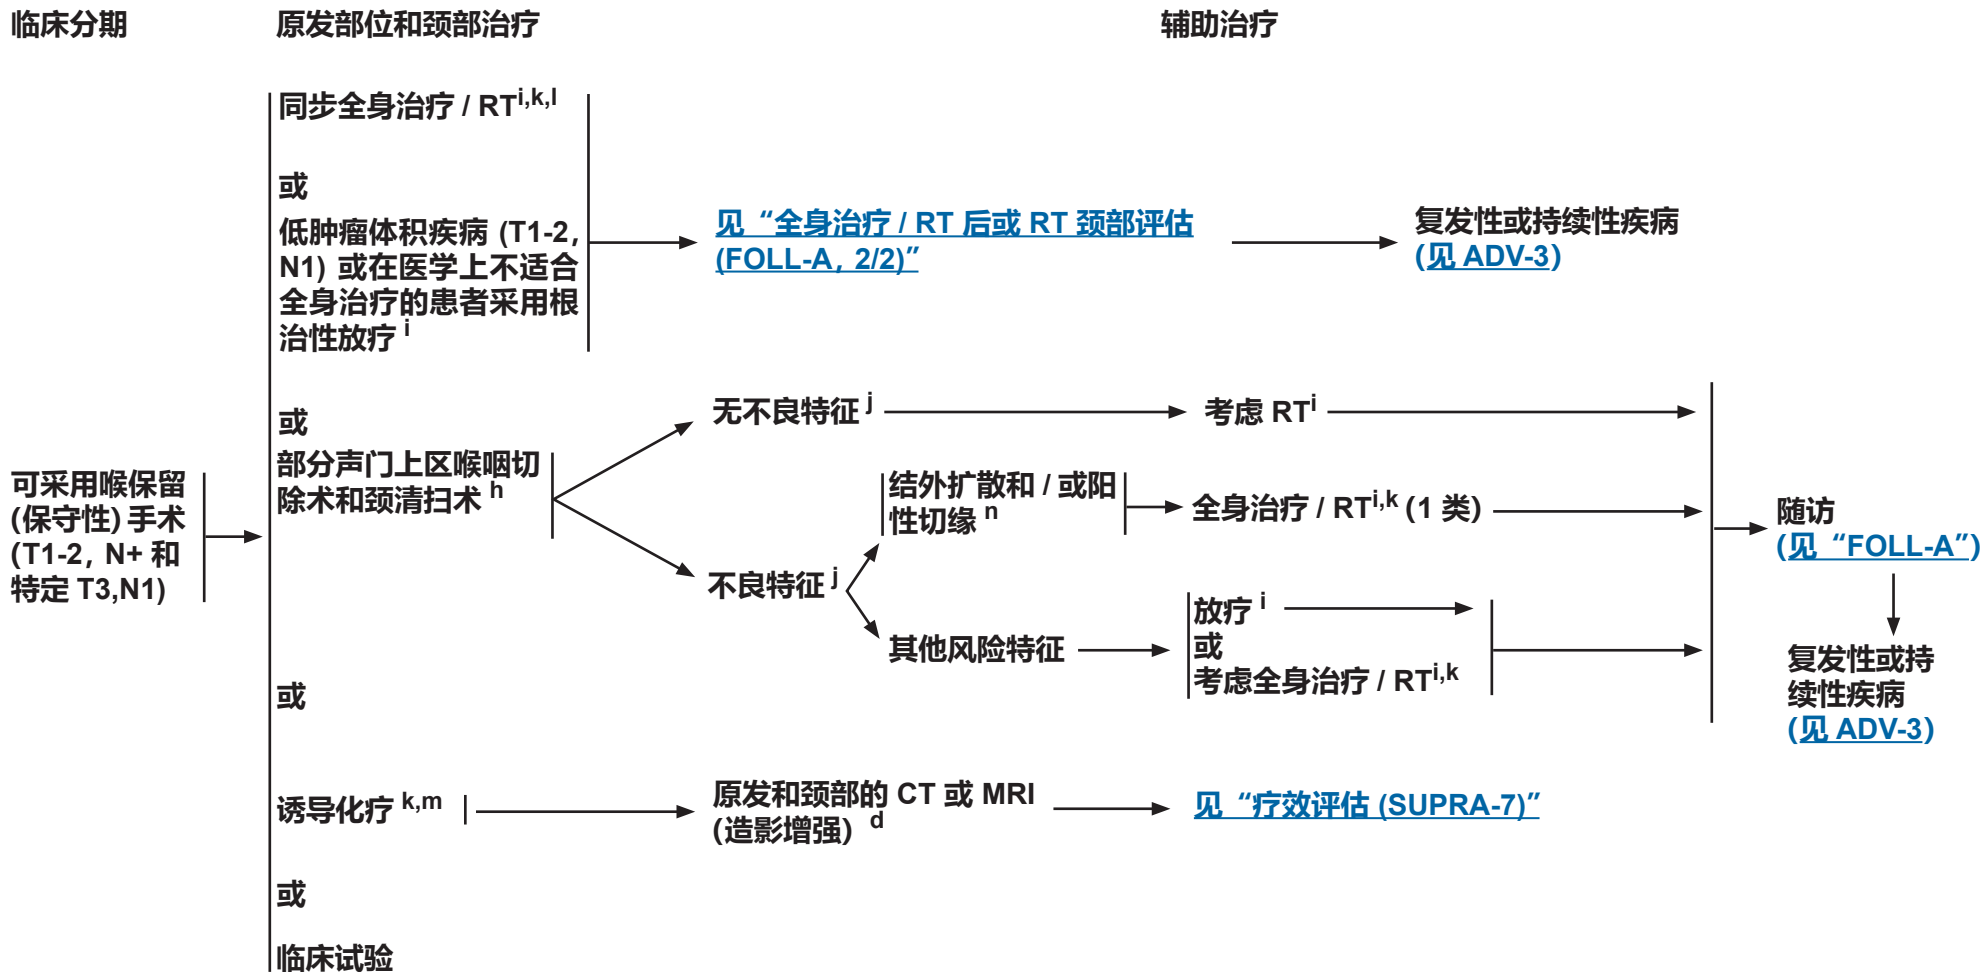 临床分期
原发部位和颈部治疗
辅助治疗
同步全身治疗 / RT i,k,l
或
低肿瘤体积疾病 (T1-2,
N1) 或在医学上不适合
全身治疗的患者采用根
治性放疗 i
见 “全身治疗 / RT 后或 RT 颈部评估
(FOLL-A, 2/2)”
复发性或持续性疾病
(见 ADV-3)
或
部分声门上区喉咽切
除术和颈清扫术 h
可采用喉保留
(保守性) 手术
(T1-2, N+ 和
特定 T3,N1)
无不良特征 j
考虑 RT i
不良特征 j
结外扩散和 / 或阳
性切缘 n
全身治疗 / RT i,k (1 类)
其他风险特征
放疗 i
或
考虑全身治疗 / RT i,k
随访
(见 “FOLL-A”)
复发性或持
续性疾病
(见 ADV-3)
或
诱导化疗 k,m
原发和颈部的 CT 或 MRI
(造影增强) d
见 “疗效评估 (SUPRA-7)”
或
临床试验